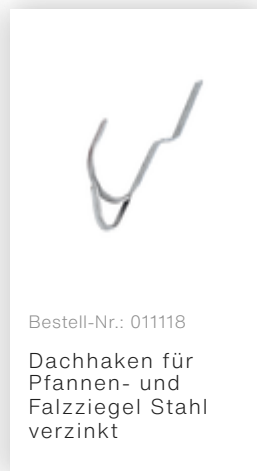 Bestell-Nr.: 011118
Dachhaken für
Pfannen- und
Falzziegel Stahl
verzinkt